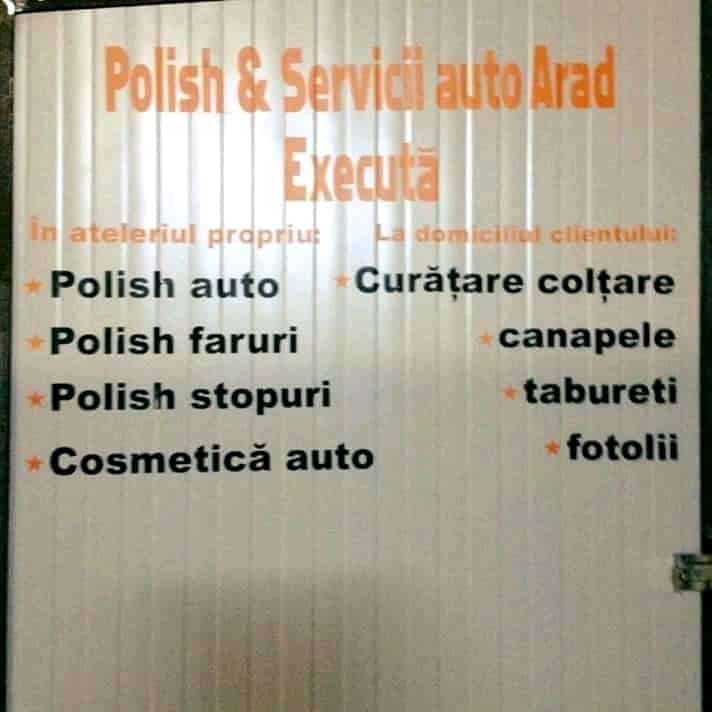 Polish & Servicii auto Arad
Execută
În ateleriul propriu:
★ Polish auto
★ Polish faruri
★ Polish stopuri
★ Cosmetică auto
La domiciliul clientului:
★ Curățare colțare
★ canapele
★ tabureti
★ fotolii